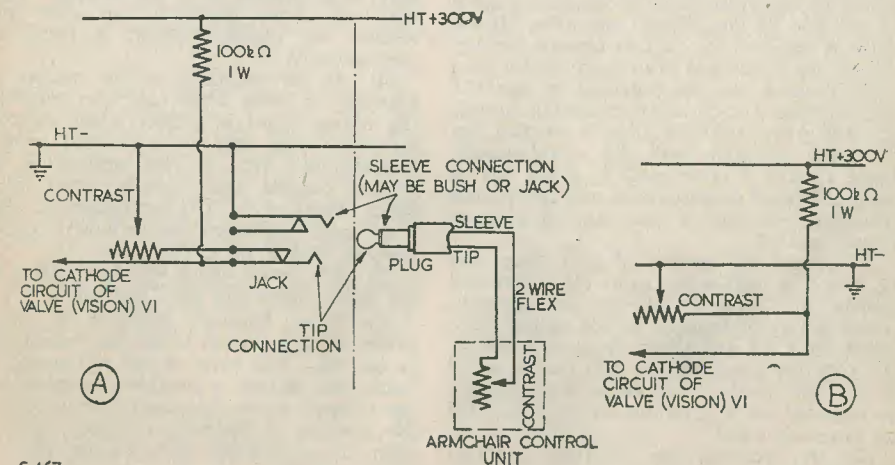 HT+300V
100kΩ
1W
HT-
CONTRAST
SLEEVE CONNECTION
(MAY BE BUSH OR JACK)
TO CATHODE
CIRCUIT OF
VALVE (VISION) V1
JACK
TIP
CONNECTION
PLUG
SLEEVE
TIP
2 WIRE
FLEX
CONTRAST
ARMCHAIR CONTROL
UNIT
A
HT+300V
100kΩ
1W
HT-
CONTRAST
TO CATHODE
CIRCUIT OF
VALVE (VISION) V1
B